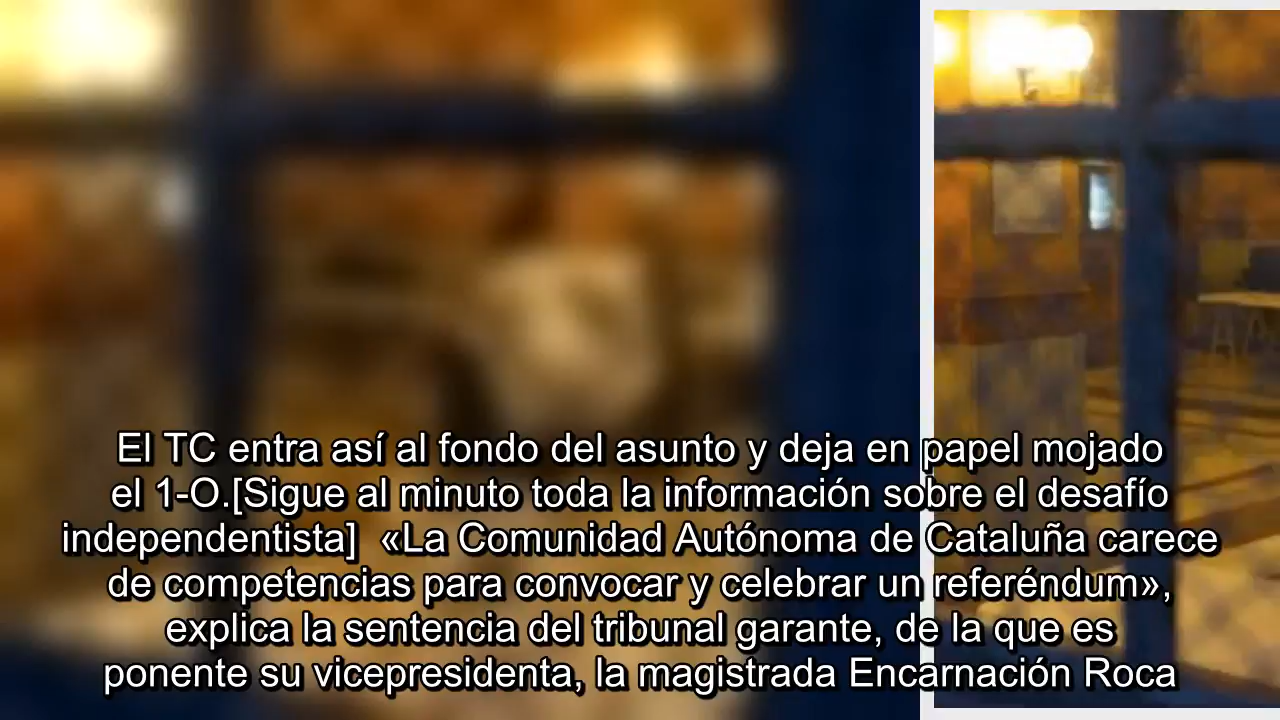 El TC entra así al fondo del asunto y deja en papel mojado
el 1-O.[Sigue al minuto toda la información sobre el desafío
independentista]  «La Comunidad Autónoma de Cataluña carece
de competencias para convocar y celebrar un referéndum»,
explica la sentencia del tribunal garante, de la que es
ponente su vicepresidenta, la magistrada Encarnación Roca